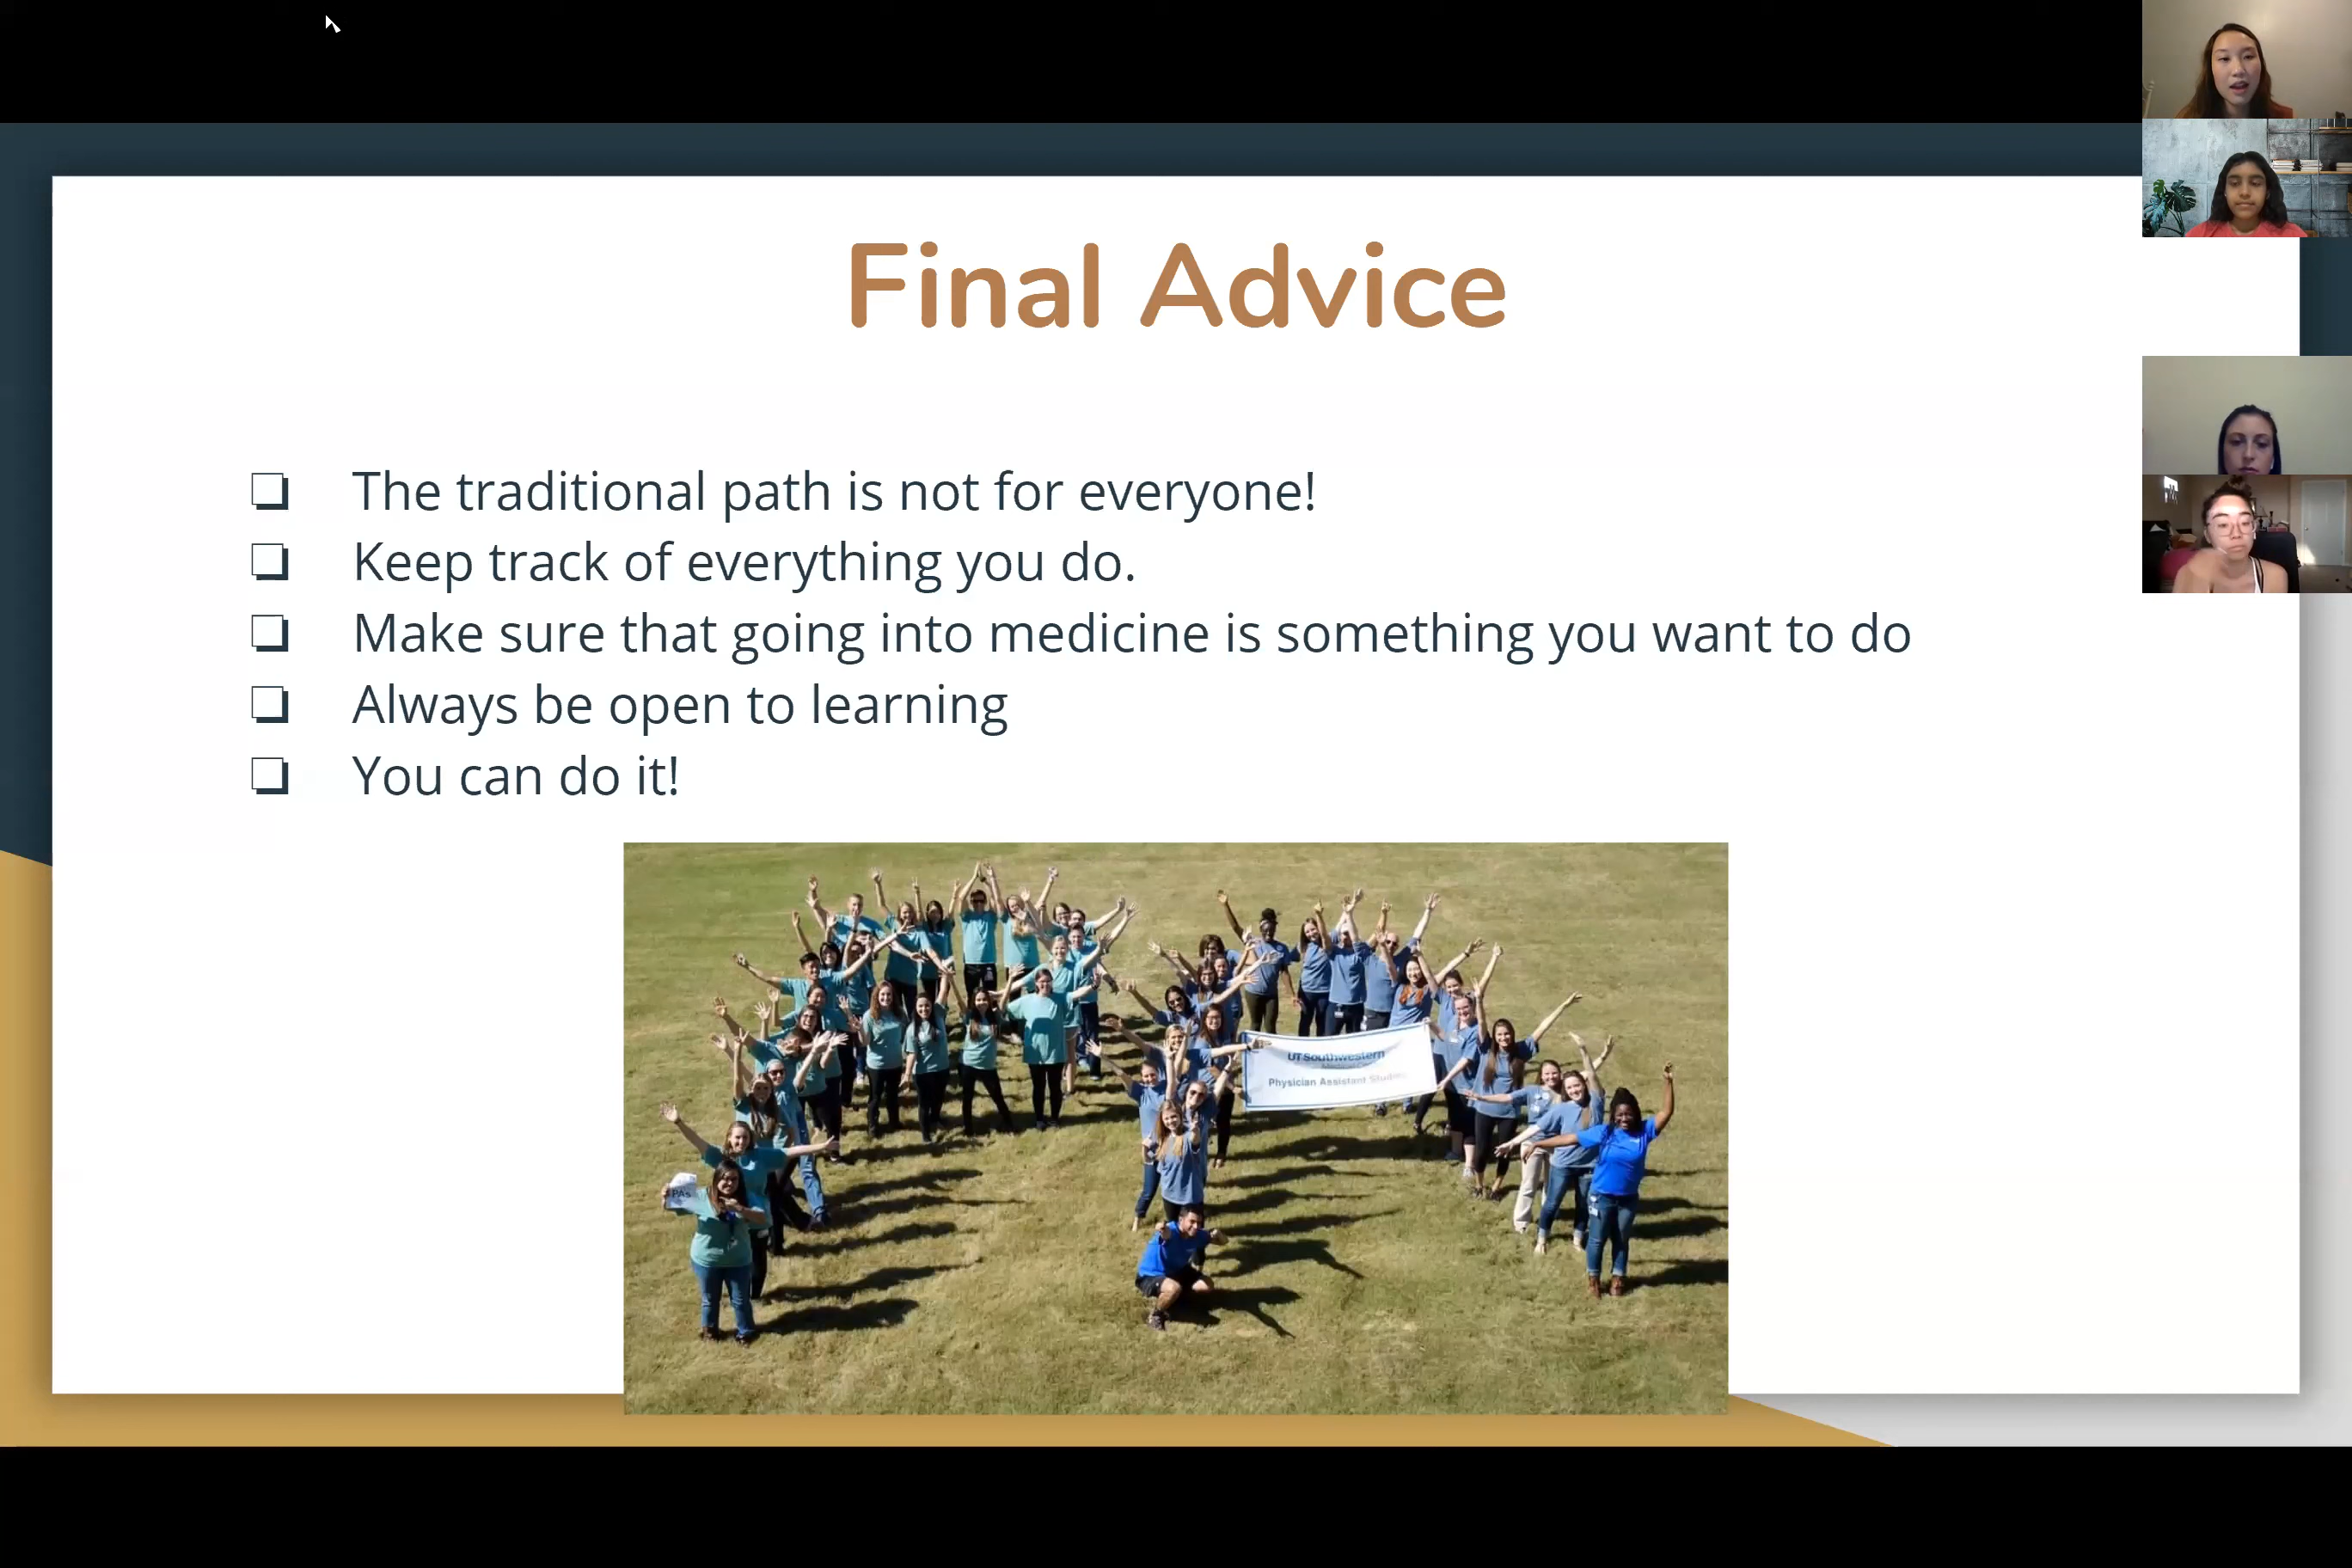 Final Advice
❏ The traditional path is not for everyone!
❏ Keep track of everything you do.
❏ Make sure that going into medicine is something you want to do
❏ Always be open to learning
❏ You can do it!
UT Southwestern
Physician Assistant Studies
PAs